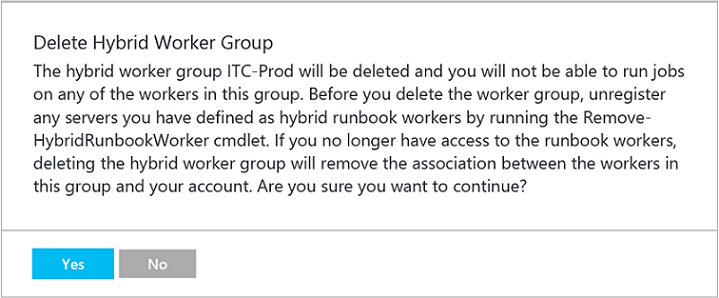 Delete Hybrid Worker Group
The hybrid worker group ITC-Prod will be deleted and you will not be able to run jobs
on any of the workers in this group. Before you delete the worker group, unregister
any servers you have defined as hybrid runbook workers by running the Remove-
HybridRunbookWorker cmdlet. If you no longer have access to the runbook workers,
deleting the hybrid worker group will remove the association between the workers in
this group and your account. Are you sure you want to continue?
Yes
No